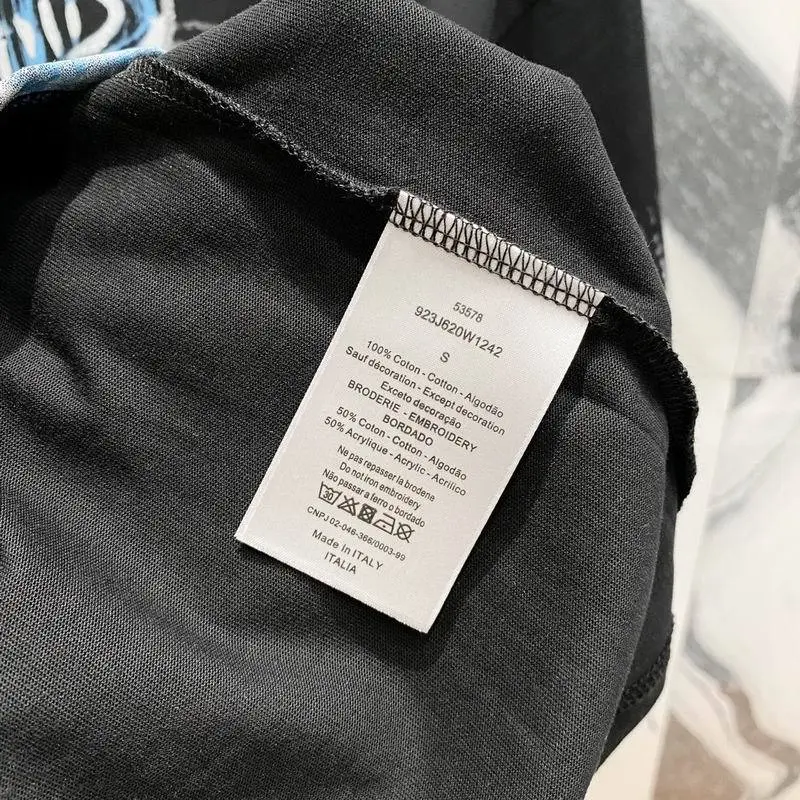 53578
923J620W1242
S
100% Coton - Cotton - Algodão
Sauf décoration - Except decoration
Exceto decoração
BRODERIE - EMBROIDERY
BORDADO
50% Coton - Cotton - Algodão
50% Acrylique - Acrylic - Acrilico
Ne pas repasser la brodene
Do not Iron embroidery
Não passar a ferro o bordado
30
CNPJ 02-046-366/0003-99
Made in ITALY
ITALIA